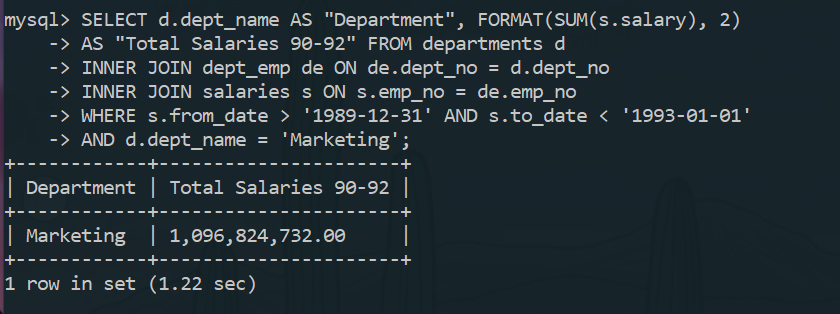 mysql> SELECT d.dept_name AS "Department", FORMAT(SUM(s.salary), 2)
    -> AS "Total Salaries 90-92" FROM departments d
    -> INNER JOIN dept_emp de ON de.dept_no = d.dept_no
    -> INNER JOIN salaries s ON s.emp_no = de.emp_no
    -> WHERE s.from_date > '1989-12-31' AND s.to_date < '1993-01-01'
    -> AND d.dept_name = 'Marketing';
+------------+----------------------+
| Department | Total Salaries 90-92 |
+------------+----------------------+
| Marketing  | 1,096,824,732.00     |
+------------+----------------------+
1 row in set (1.22 sec)